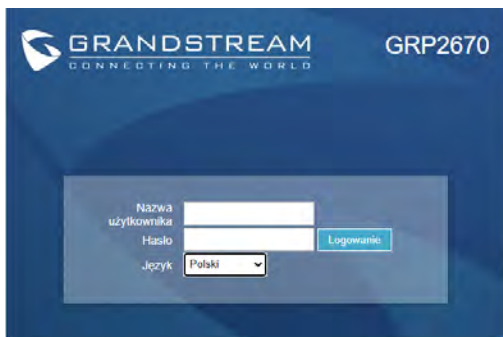 GRANDSTREAM
CONNECTING THE WORLD
GRP2670
Nazwa
użytkownika
Hasło
Logowanie
Język
Polski